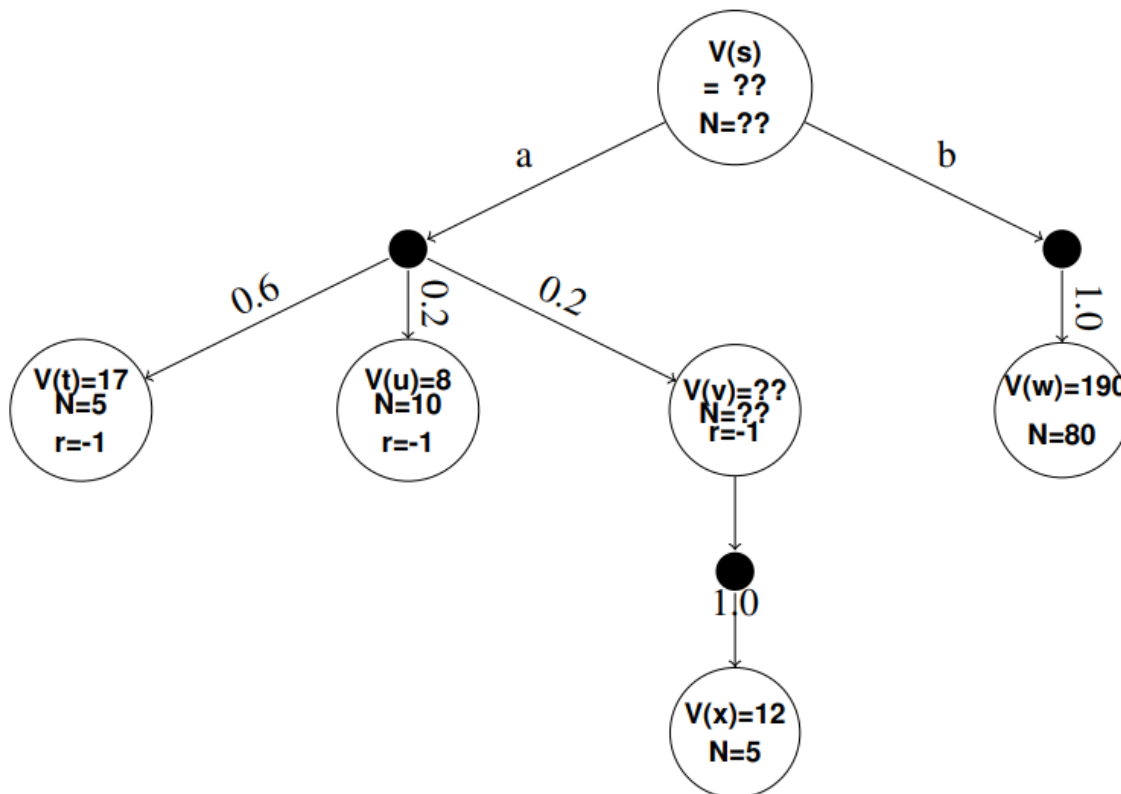 V(s)
= ??
N=??
a
b
0.6
0.2
0.2
1.0
V(t)=17
N=5
r=-1
V(u)=8
N=10
r=-1
V(v)=??
N=??
r=-1
V(w)=190
N=80
1.0
V(x)=12
N=5